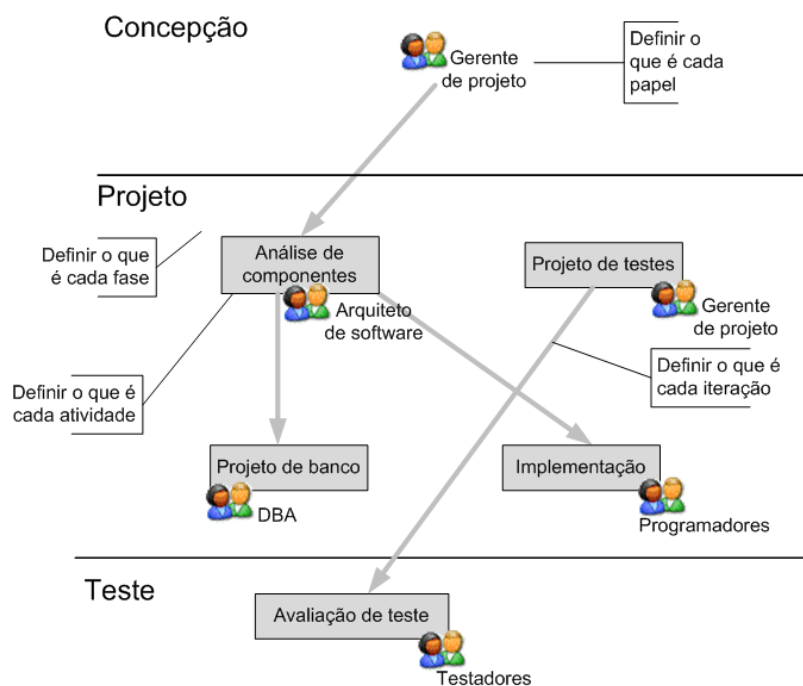 Concepção
Gerente
de projeto
Definir o
que é cada
papel
Projeto
Definir o que
é cada fase
Análise de
componentes
Arquiteto
de software
Projeto de testes
Gerente
de projeto
Definir o que é
cada iteração
Definir o que é
cada atividade
Projeto de banco
DBA
Implementação
Programadores
Teste
Avaliação de teste
Testadores